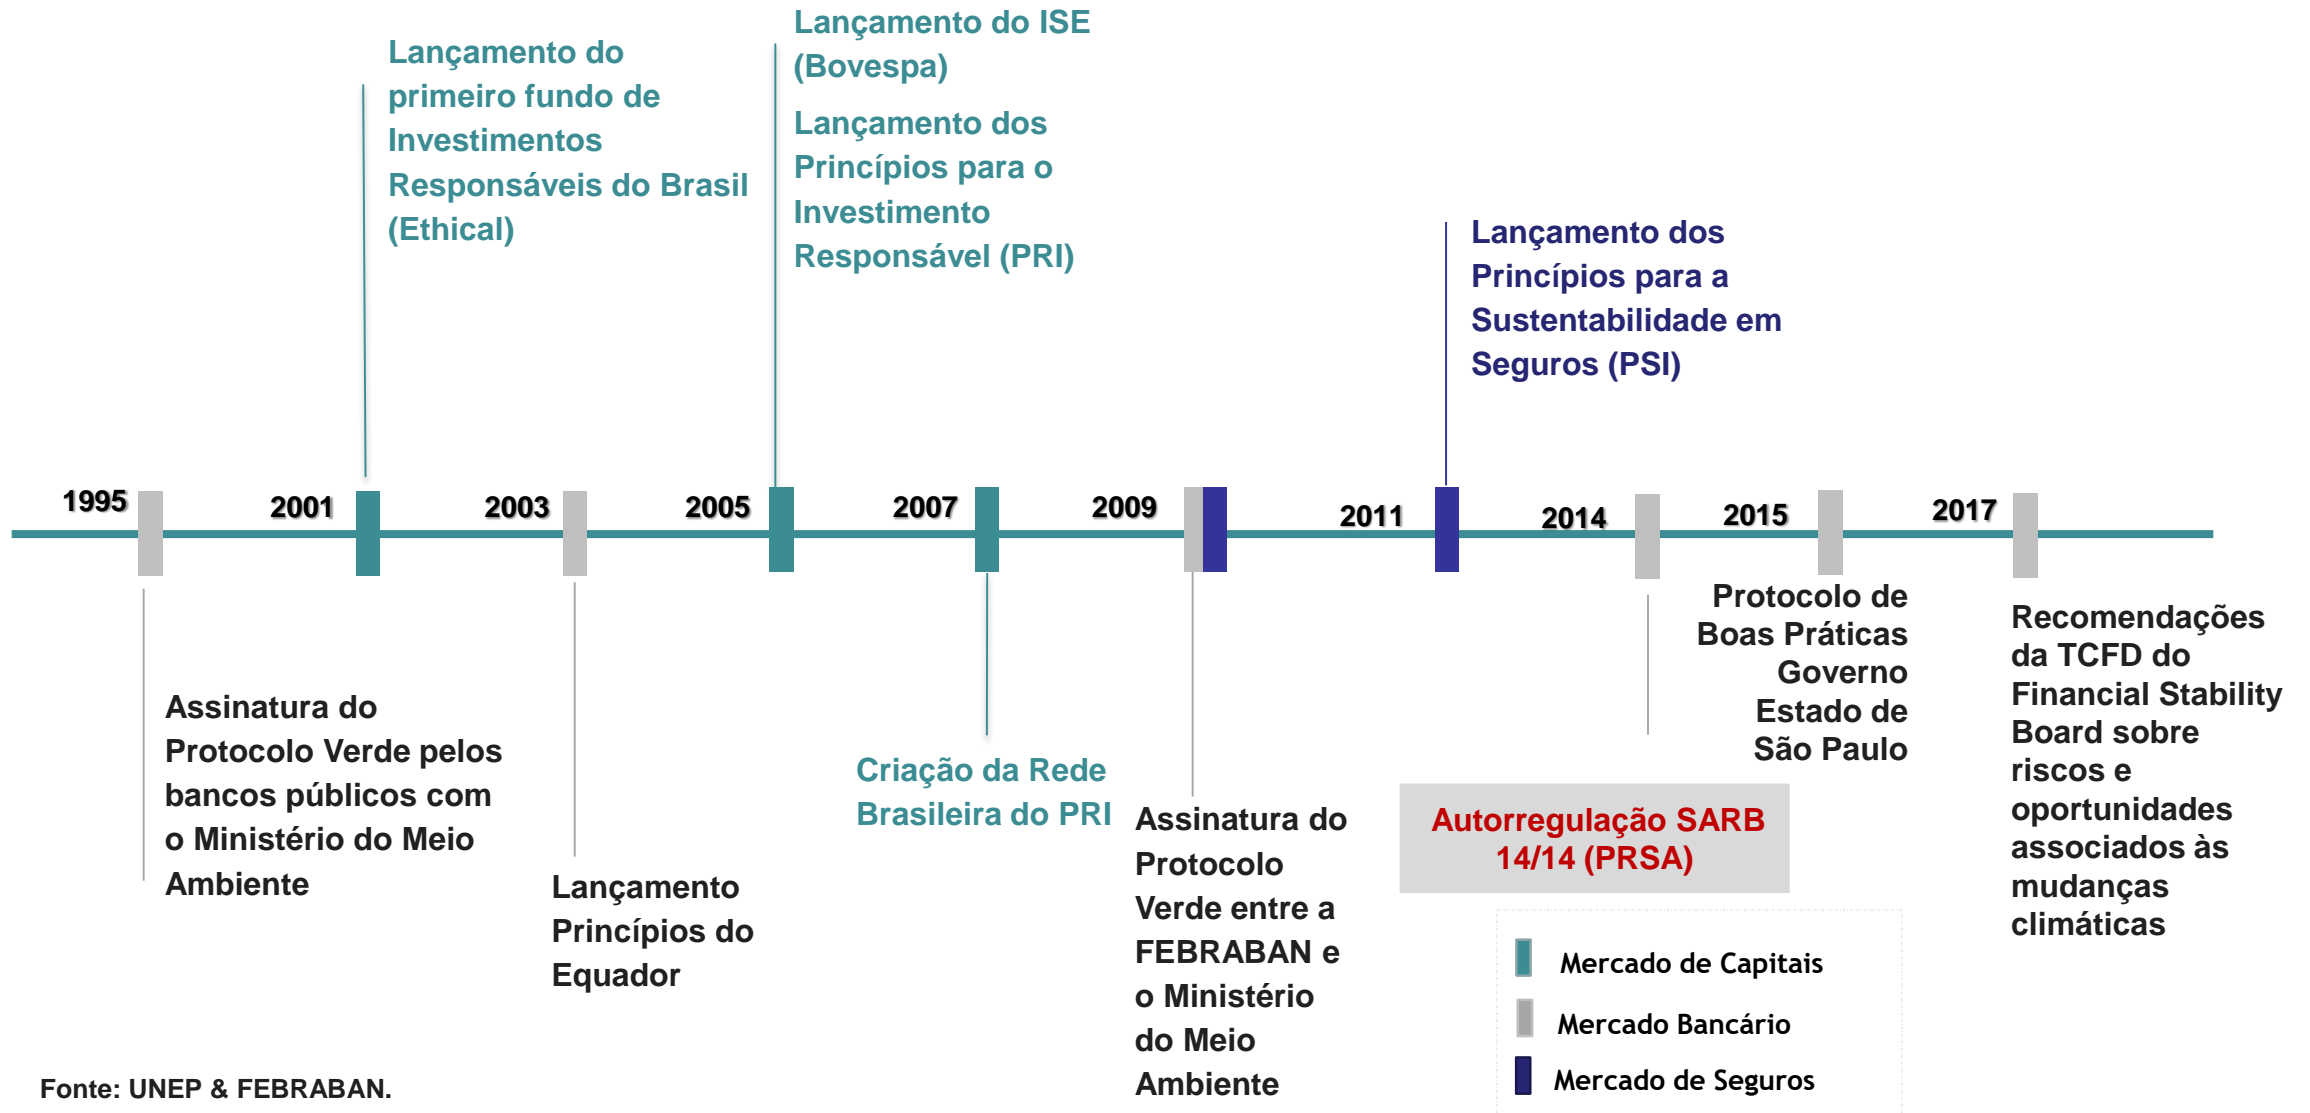 Lançamento do
primeiro fundo de
Investimentos
Responsáveis do Brasil
(Ethical)
Lançamento do ISE
(Bovespa)
Lançamento dos
Princípios para o
Investimento
Responsável (PRI)
Lançamento dos
Princípios para a
Sustentabilidade em
Seguros (PSI)
1995
2001
2003
2005
2007
2009
2011
2014
2015
2017
Assinatura do
Protocolo Verde pelos
bancos públicos com
o Ministério do Meio
Ambiente
Lançamento
Princípios do
Equador
Criação da Rede
Brasileira do PRI
Assinatura do
Protocolo
Verde entre a
FEBRABAN e
o Ministério
do Meio
Ambiente
Autorregulação SARB
14/14 (PRSA)
Protocolo de
Boas Práticas
Governo
Estado de
São Paulo
Recomendações
da TCFD do
Financial Stability
Board sobre
riscos e
oportunidades
associados às
mudanças
climáticas
Mercado de Capitais
Mercado Bancário
Mercado de Seguros
Fonte: UNEP & FEBRABAN.